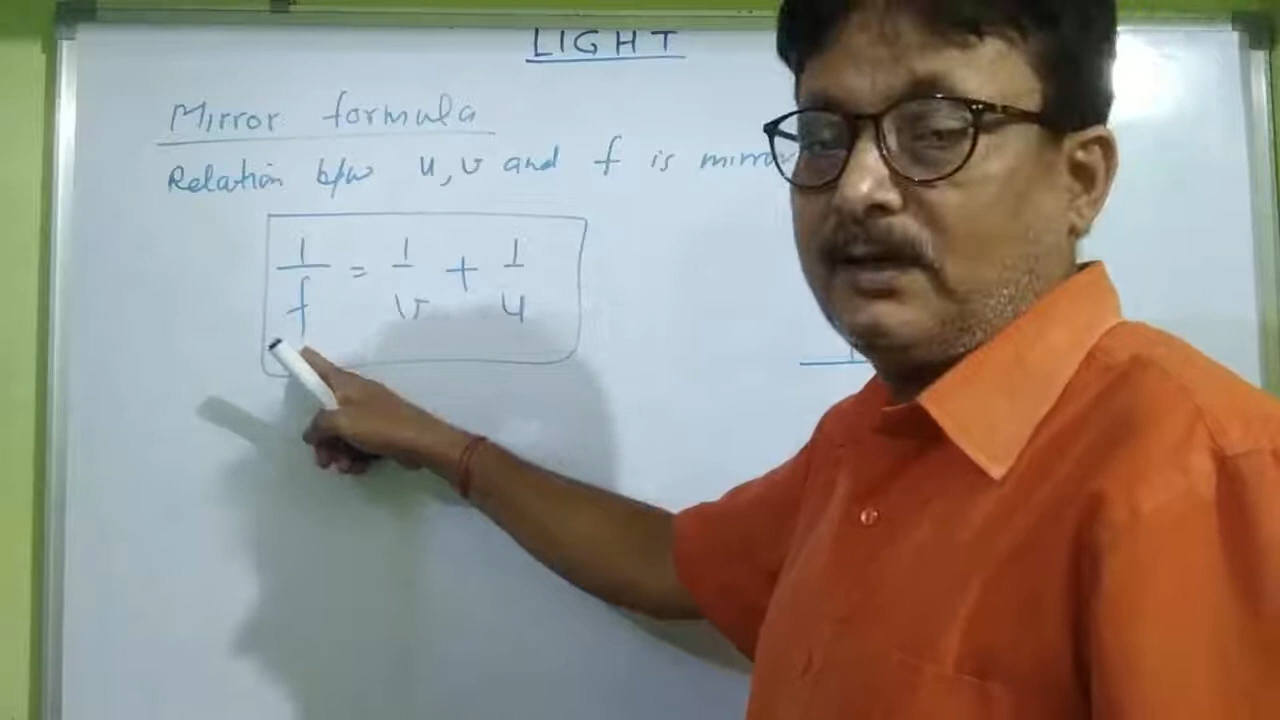 LIGHT
Mirror formula
Relation b/w u, v and f is
1/f = 1/v + 1/u